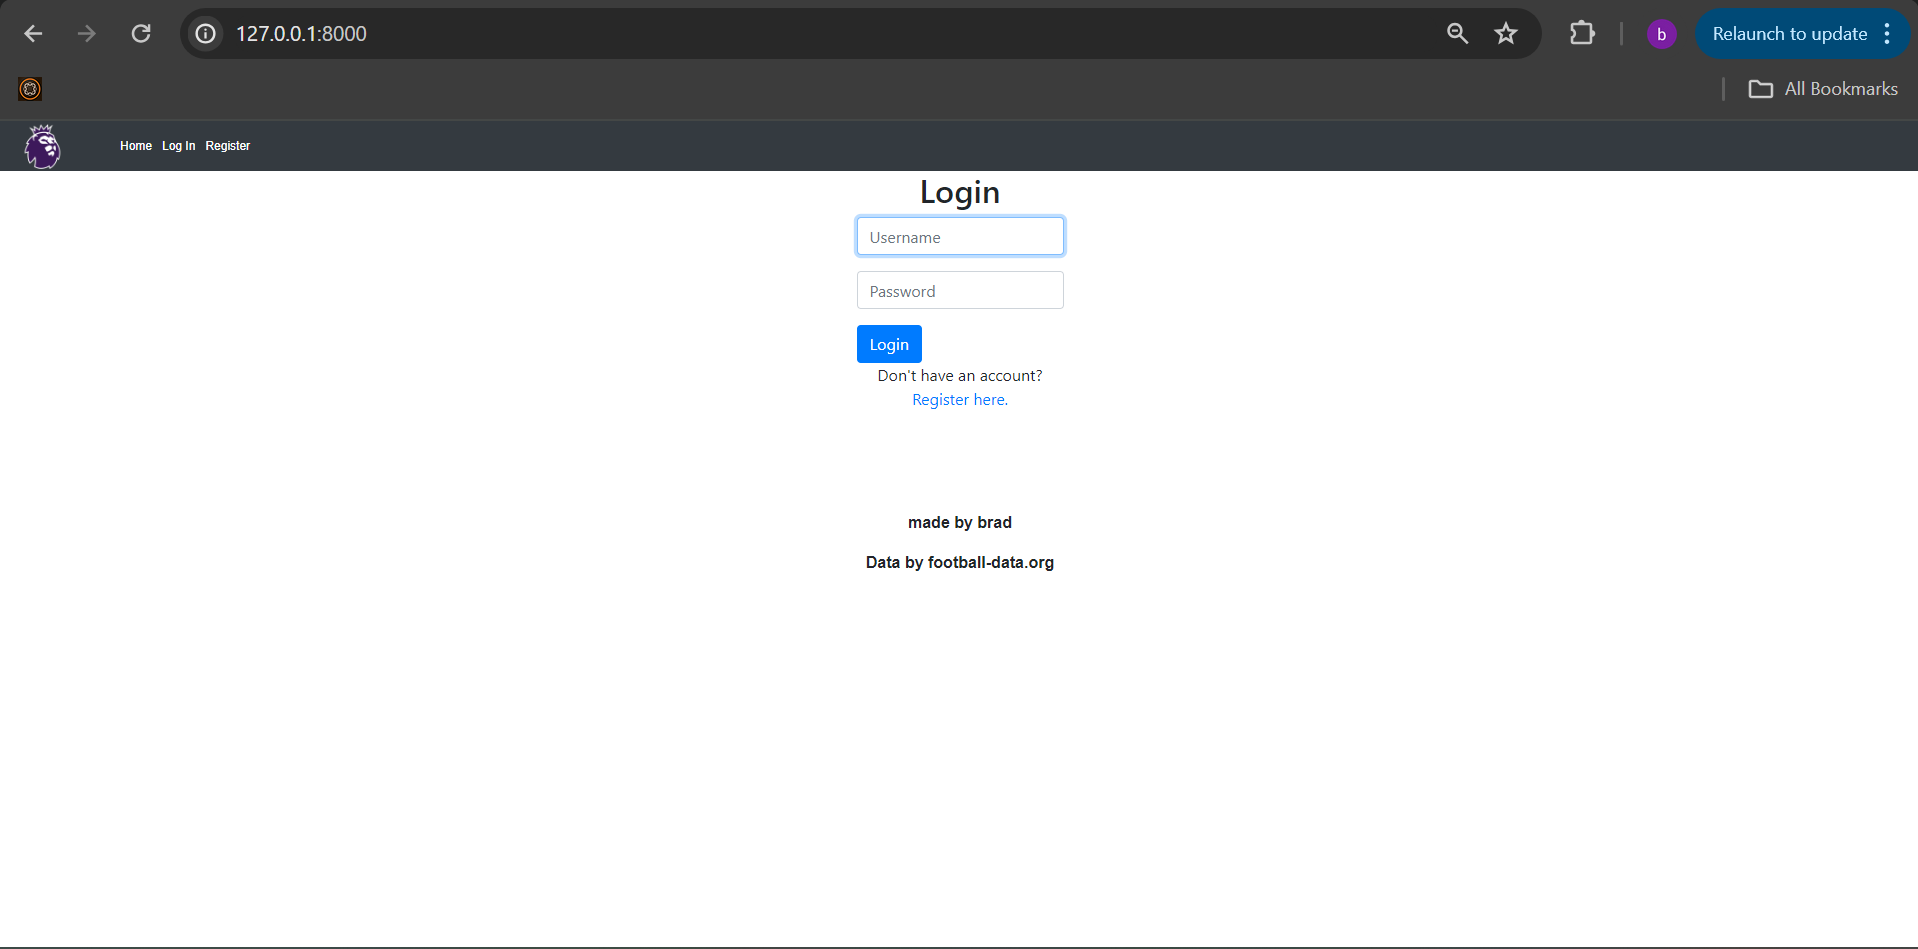 127.0.0.1:8000
b
Relaunch to update
All Bookmarks
Home Log In Register
Login
Username
Password
Login
Don't have an account?
Register here.
made by brad
Data by football-data.org